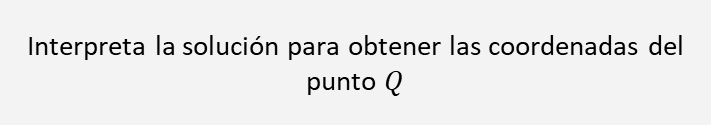 Interpreta la solución para obtener las coordenadas del
punto Q